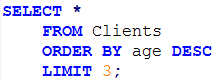 SELECT *
FROM Clients
ORDER BY age DESC
LIMIT 3;